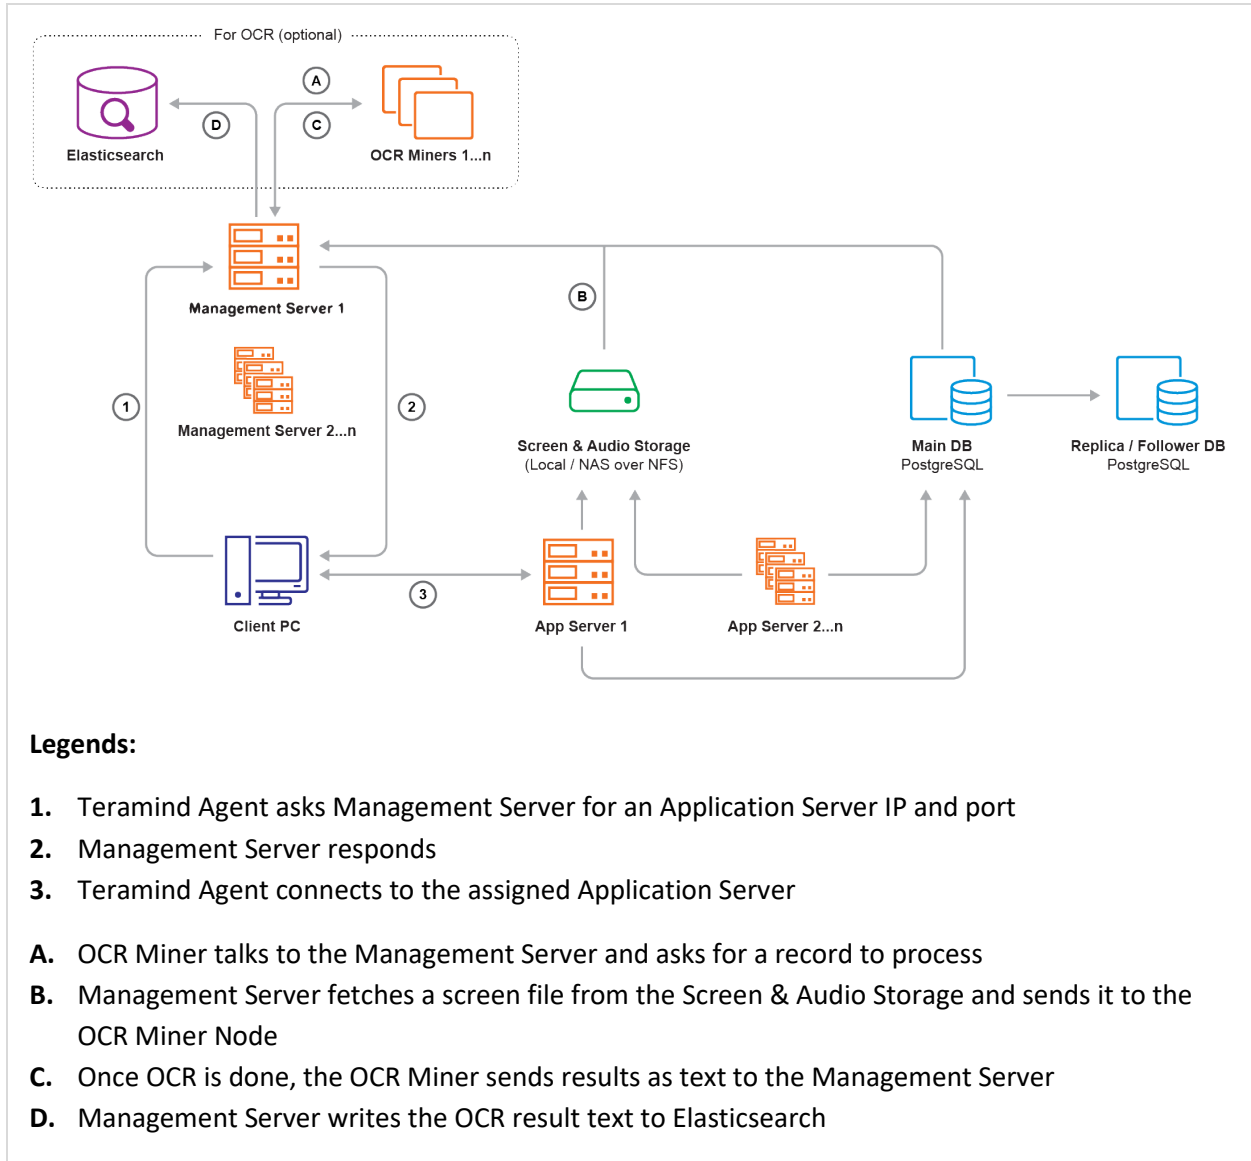 For OCR (optional)
A
D
C
Elasticsearch
OCR Miners 1...n
Management Server 1
B
Management Server 2...n
1
2
Screen & Audio Storage
(Local / NAS over NFS)
Main DB
PostgreSQL
Replica / Follower DB
PostgreSQL
3
Client PC
App Server 1
App Server 2...n
Legends:
1. Teramind Agent asks Management Server for an Application Server IP and port
2. Management Server responds
3. Teramind Agent connects to the assigned Application Server
A. OCR Miner talks to the Management Server and asks for a record to process
B. Management Server fetches a screen file from the Screen & Audio Storage and sends it to the
OCR Miner Node
C. Once OCR is done, the OCR Miner sends results as text to the Management Server
D. Management Server writes the OCR result text to Elasticsearch